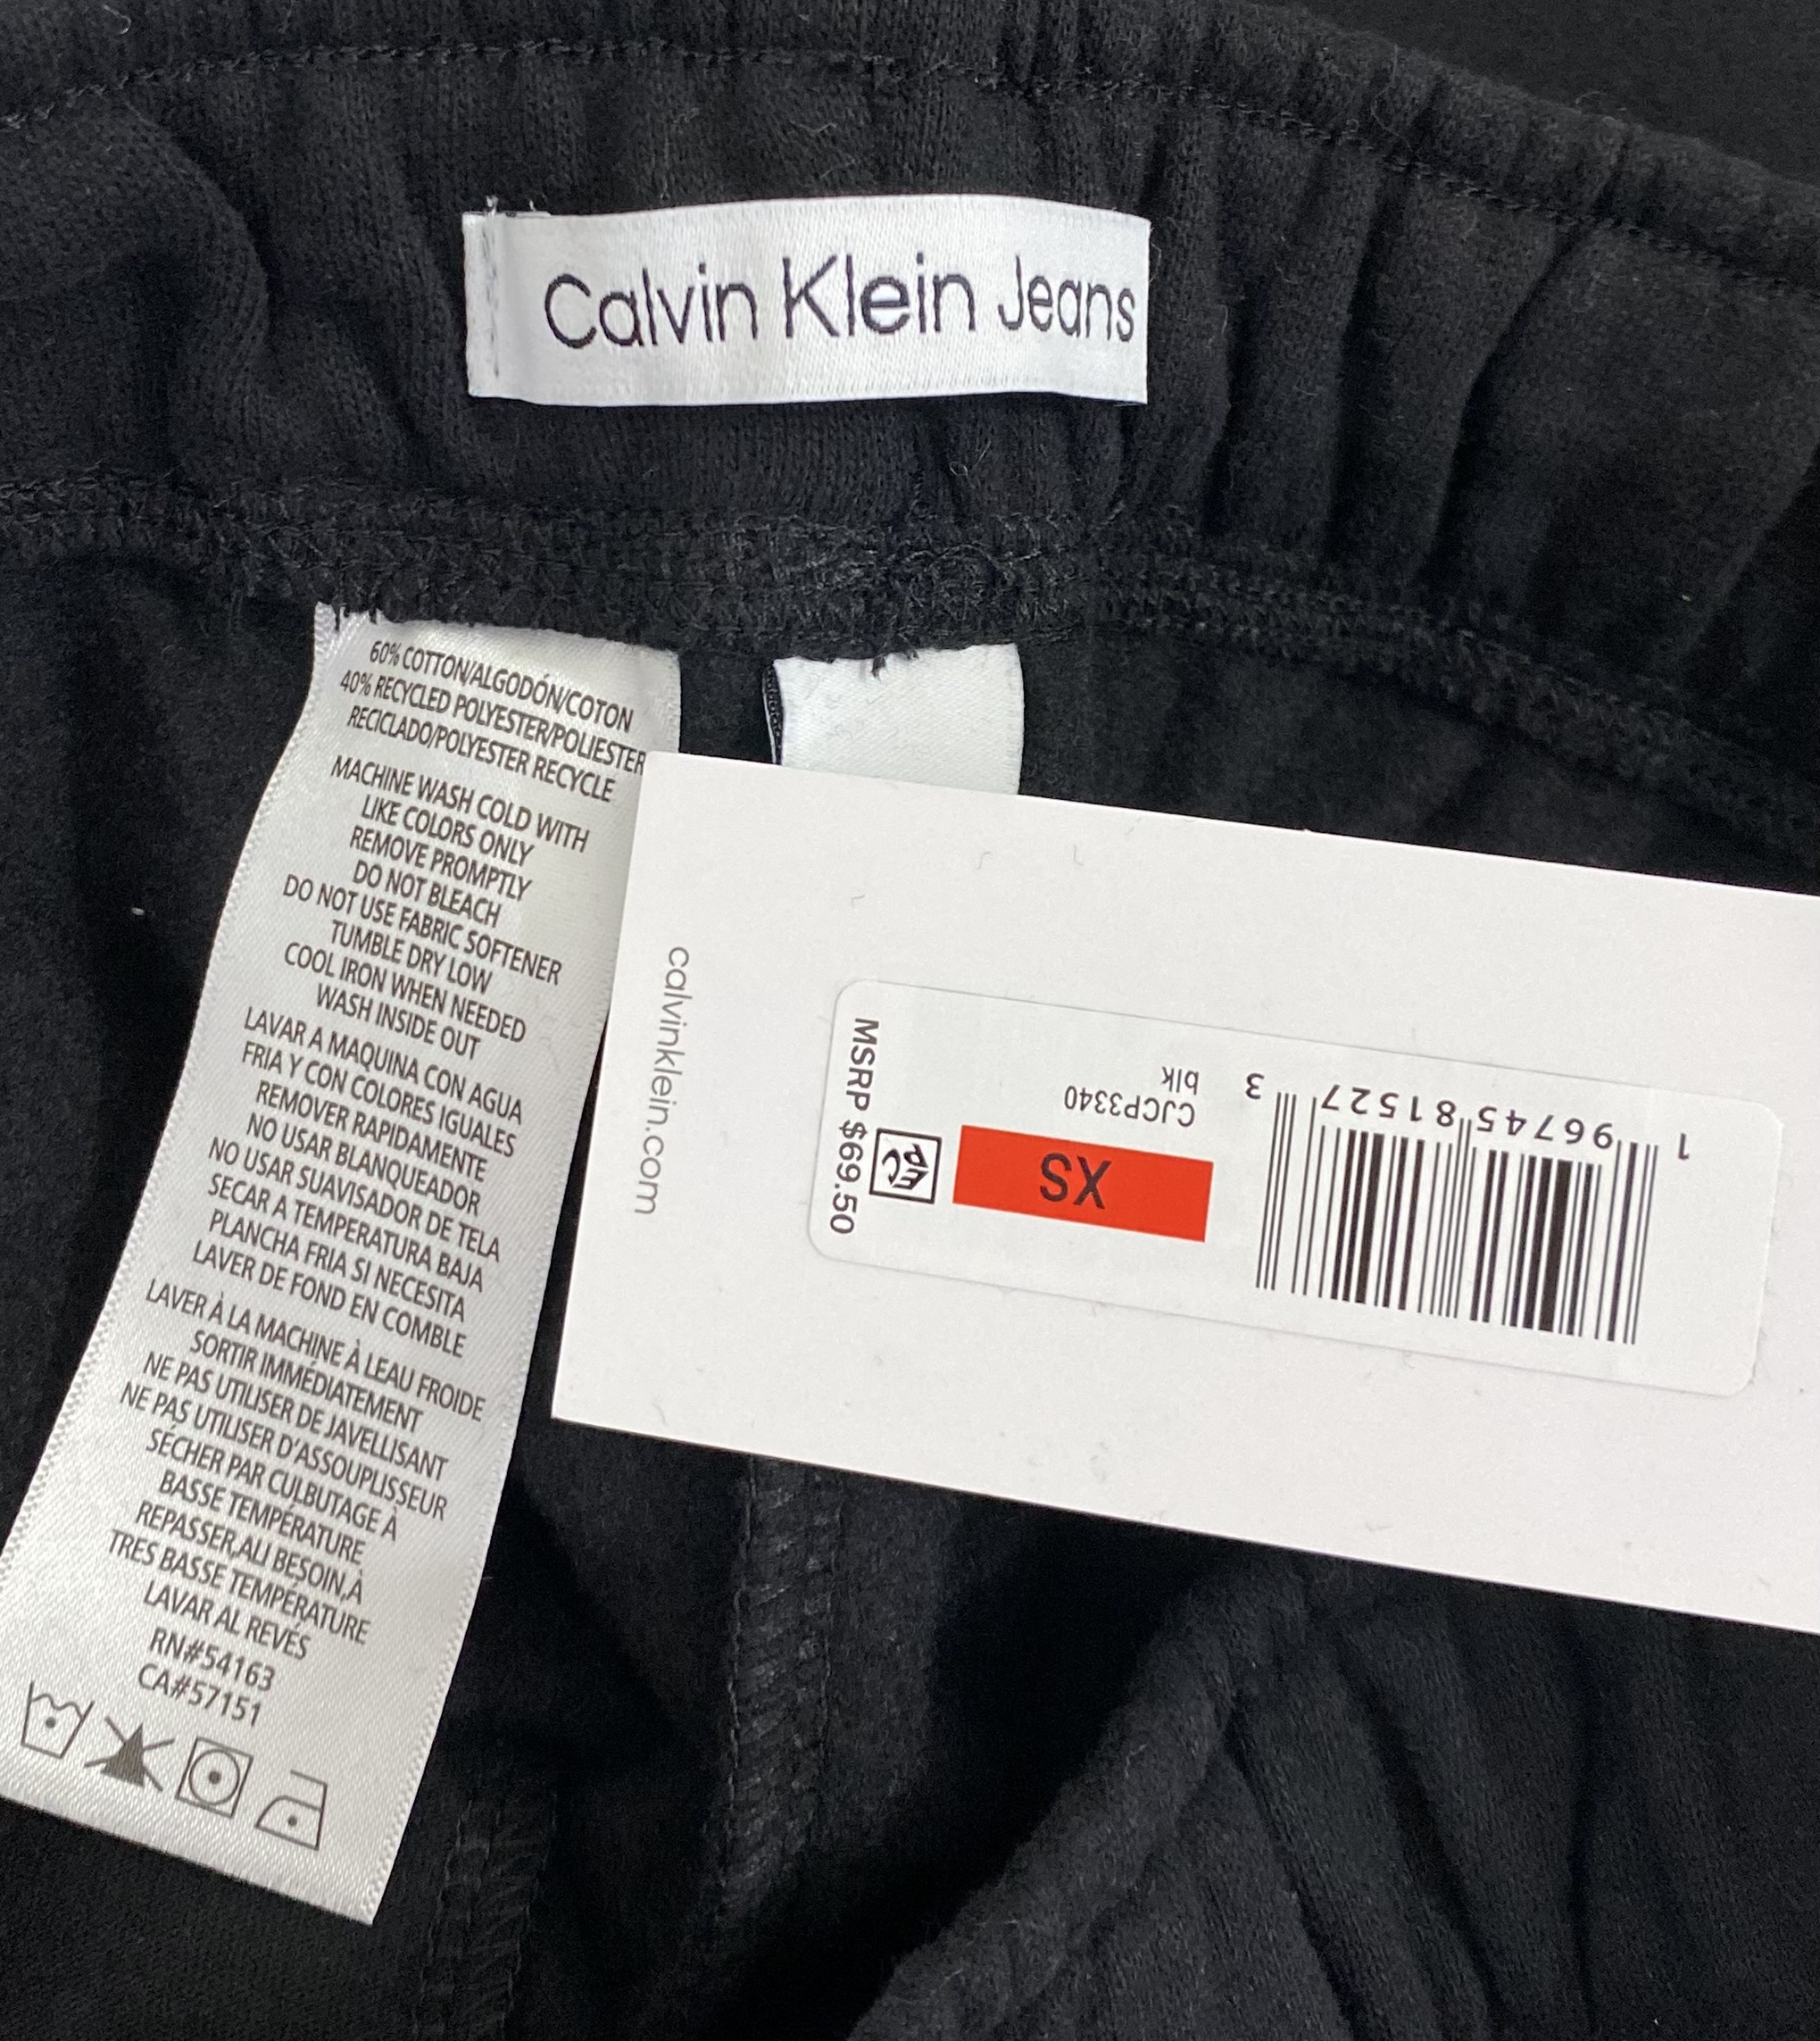 Calvin Klein Jeans
60% COTTON/ALGODÓN/COTON
40% RECYCLED POLYESTER/POLIESTER
RECICLADO/POLYESTER RECYCLE
MACHINE WASH COLD WITH
LIKE COLORS ONLY
REMOVE PROMPTLY
DO NOT BLEACH
DO NOT USE FABRIC SOFTENER
TUMBLE DRY LOW
COOL IRON WHEN NEEDED
WASH INSIDE OUT
LAVAR A MAQUINA CON AGUA
FRIA Y CON COLORES IGUALES
REMOVER RAPIDAMENTE
NO USAR BLANQUEADOR
NO USAR SUAVISADOR DE TELA
SECAR A TEMPERATURA BAJA
PLANCHA FRIA SI NECESITA
LAVER DE FOND EN COMBLE
LAVER À LA MACHINE À LEAU FROIDE
SORTIR IMMÉDIATEMENT
NE PAS UTILISER DE JAVELLISANT
NE PAS UTILISER D'ASSOUPLISSEUR
SÉCHER PAR CULBUTAGE À
BASSE TEMPÉRATURE
REPASSER,ALI BESOIN,À
TRES BASSE TEMPÉRATURE
LAVAR AL REVÉS
RN#54163
CA#57151
calvinklein.com
1 96745 81527 3
CJCP3340
blk
XS
MSRP $69.50